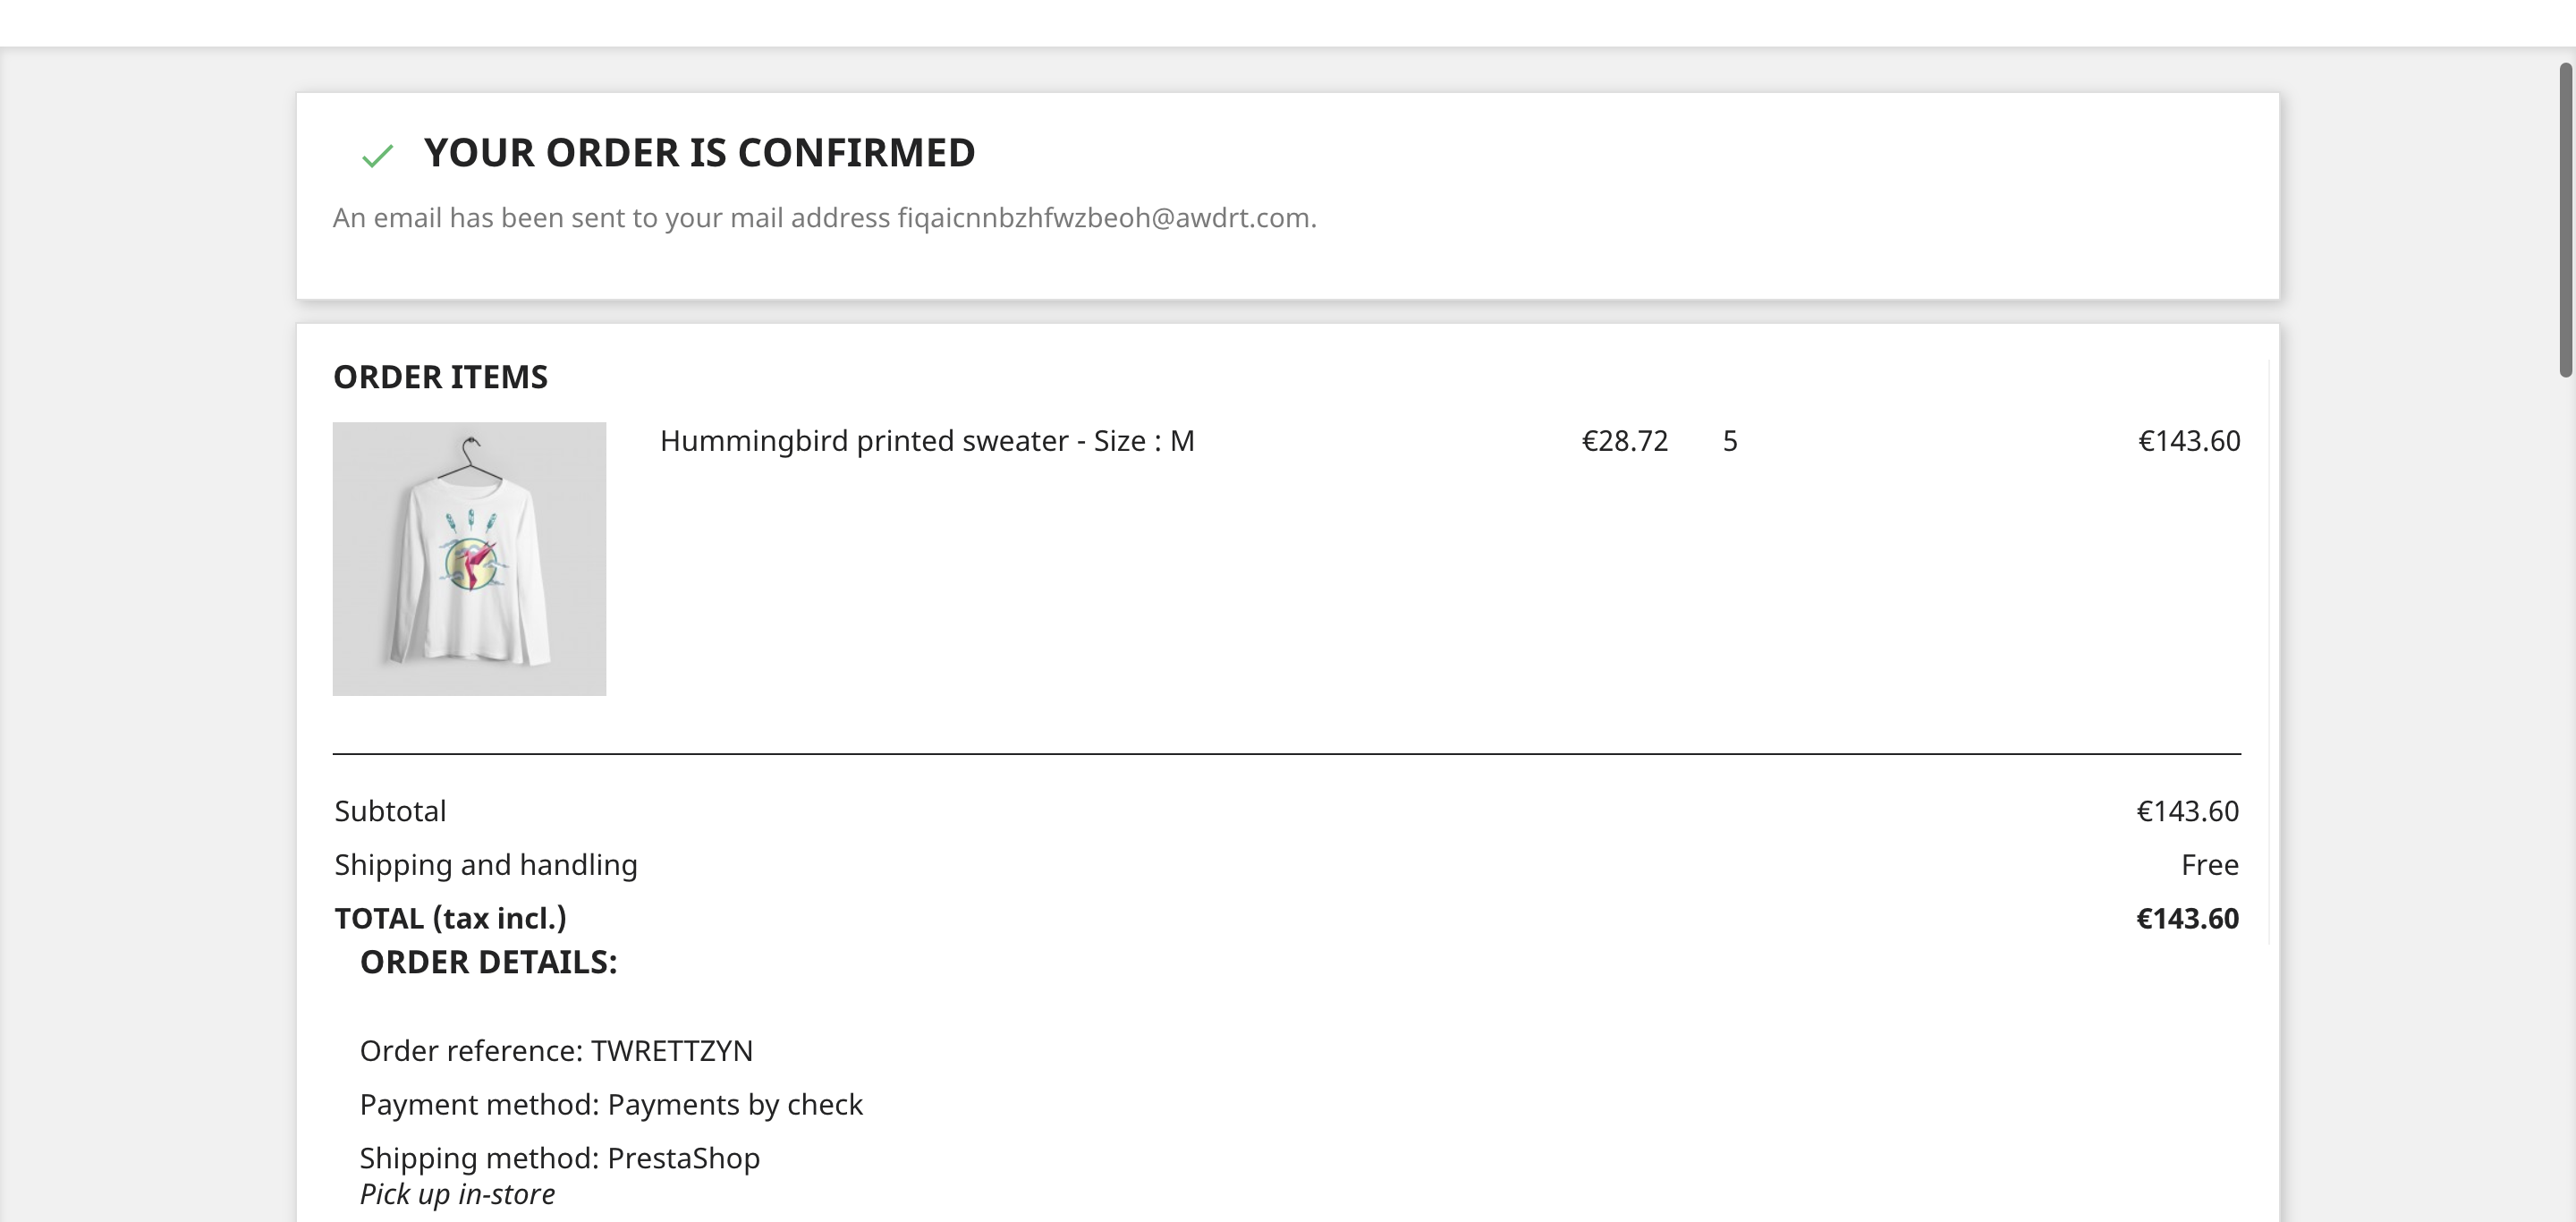 YOUR ORDER IS CONFIRMED
An email has been sent to your mail address fiqaicnnbzhfwzbeoh@awdrt.com.
ORDER ITEMS
Hummingbird printed sweater - Size : M €28.72 5 €143.60
Subtotal €143.60
Shipping and handling Free
TOTAL (tax incl.) €143.60
ORDER DETAILS:
Order reference: TWRETTZYN
Payment method: Payments by check
Shipping method: PrestaShop
Pick up in-store